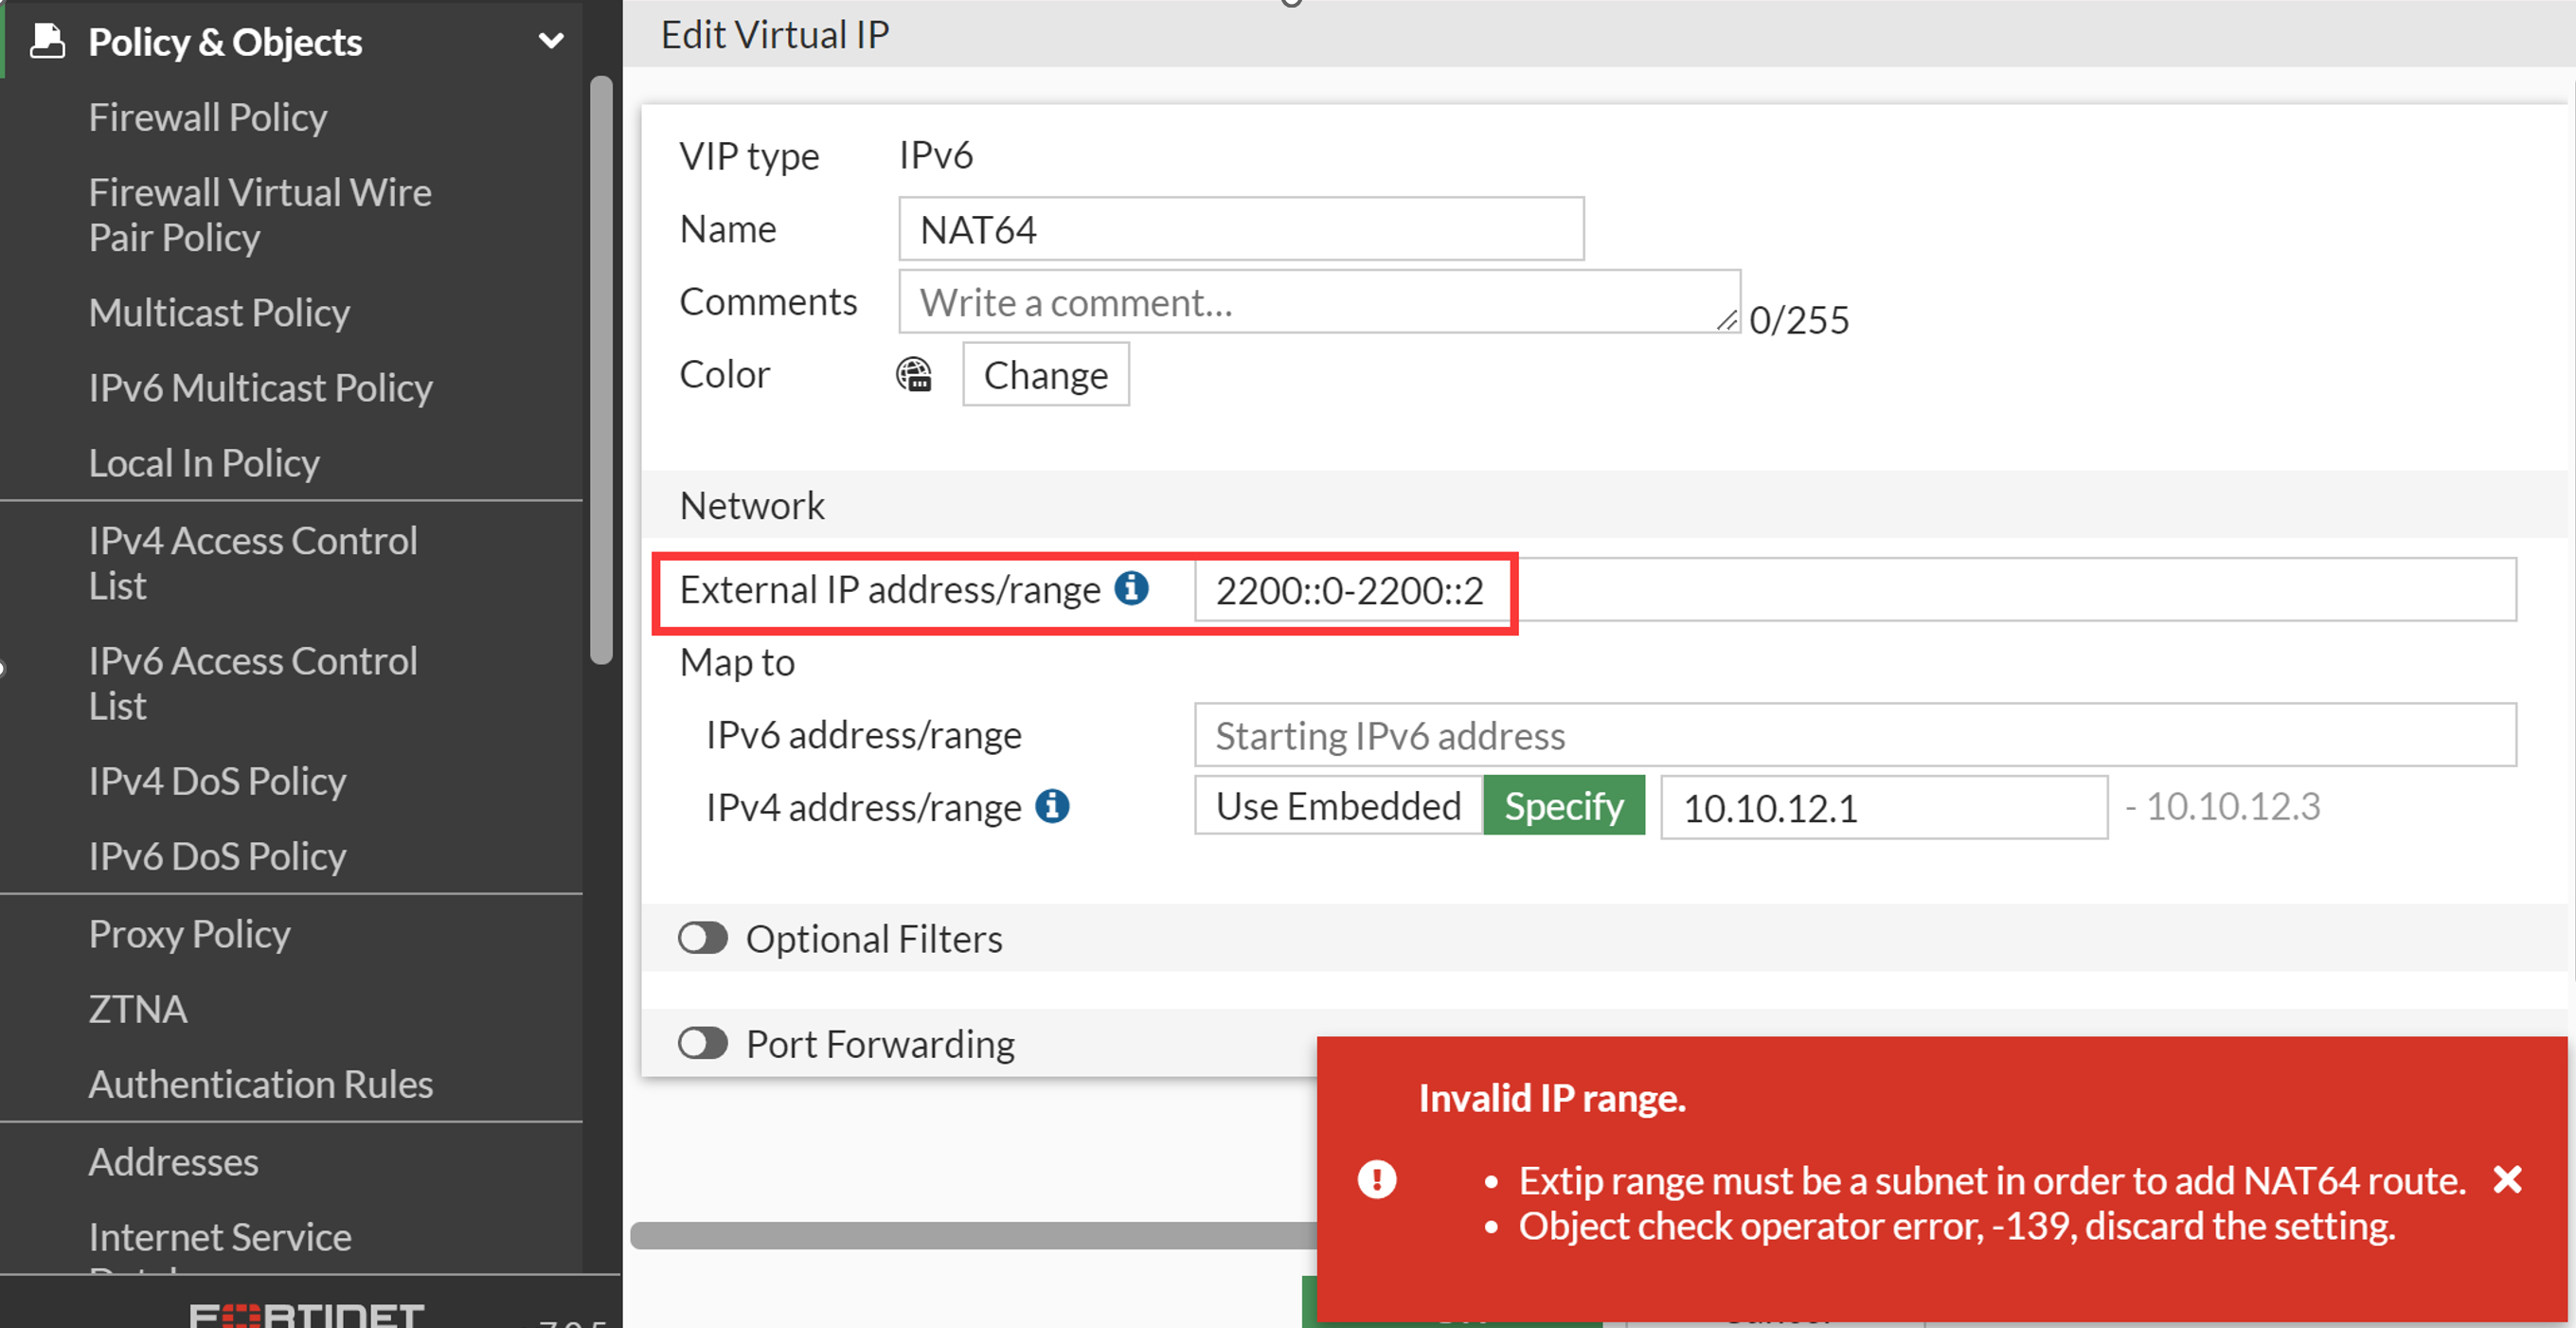 Policy & Objects
Firewall Policy
Firewall Virtual Wire
Pair Policy
Multicast Policy
IPv6 Multicast Policy
Local In Policy
IPv4 Access Control
List
IPv6 Access Control
List
IPv4 DoS Policy
IPv6 DoS Policy
Proxy Policy
ZTNA
Authentication Rules
Addresses
Internet Service
FORTINET
Edit Virtual IP
VIP type IPv6
Name NAT64
Comments Write a comment... 0/255
Color Change
Network
External IP address/range 2200::0-2200::2
Map to
IPv6 address/range Starting IPv6 address
IPv4 address/range Use Embedded Specify 10.10.12.1 - 10.10.12.3
Optional Filters
Port Forwarding
Invalid IP range.
• Extip range must be a subnet in order to add NAT64 route.
• Object check operator error, -139, discard the setting.